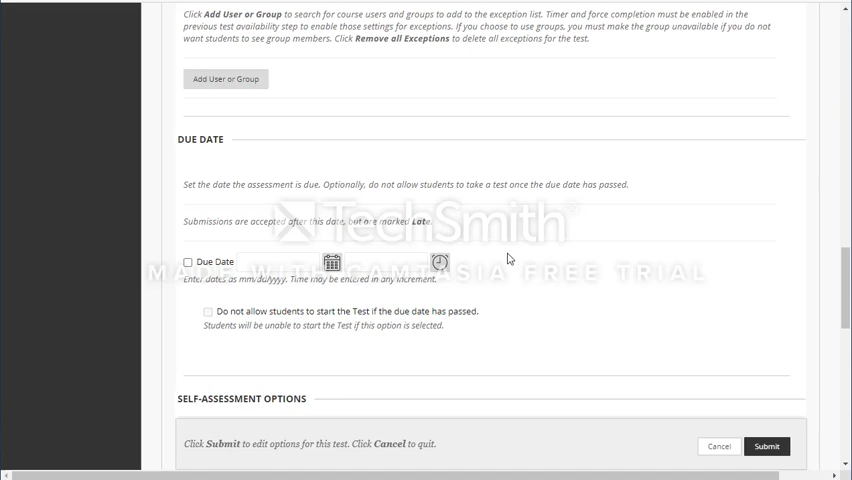 Click Add User or Group to search for course users and groups to add to the exception list. Timer and force completion must be enabled in the
previous test availability step to enable those settings for exceptions. If you choose to use groups, you must make the group unavailable if you do not
want students to see group members. Click Remove all Exceptions to delete all exceptions for the test.
Add User or Group
DUE DATE
Set the date the assessment is due. Optionally, do not allow students to take a test once the due date has passed.
Submissions are accepted after this date, but are marked Late.
TechSmith
Due Date
MADE WITH CAMTASIA FREE TRIAL
Enter dates as mm/dd/yyyy. Time may be entered in any increment.
Do not allow students to start the Test if the due date has passed.
Students will be unable to start the Test if this option is selected.
SELF-ASSESSMENT OPTIONS
Click Submit to edit options for this test. Click Cancel to quit.
Cancel
Submit